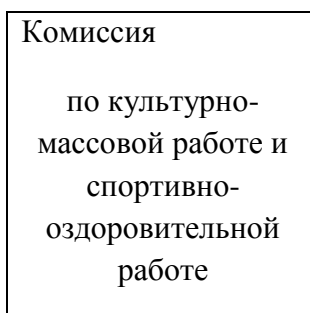 Комиссия
по культурно-
массовой работе и
спортивно-
оздоровительной
работе